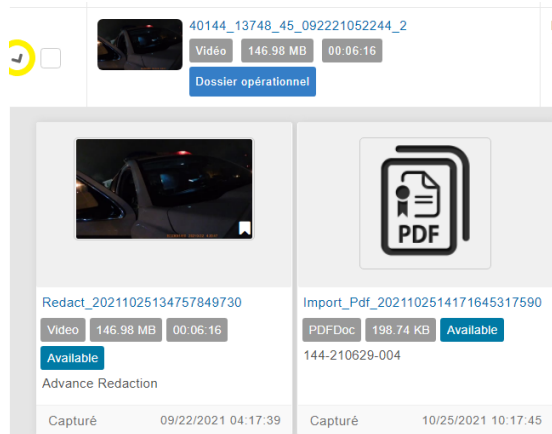 40144_13748_45_092221052244_2
Vidéo 146.98 MB 00:06:16
Dossier opérationnel
PDF
Redact_20211025134757849730
Video 146.98 MB 00:06:16
Available
Advance Redaction
Capturé 09/22/2021 04:17:39
Import_Pdf_2021102514171645317590
PDFDoc 198.74 KB Available
144-210629-004
Capturé 10/25/2021 10:17:45